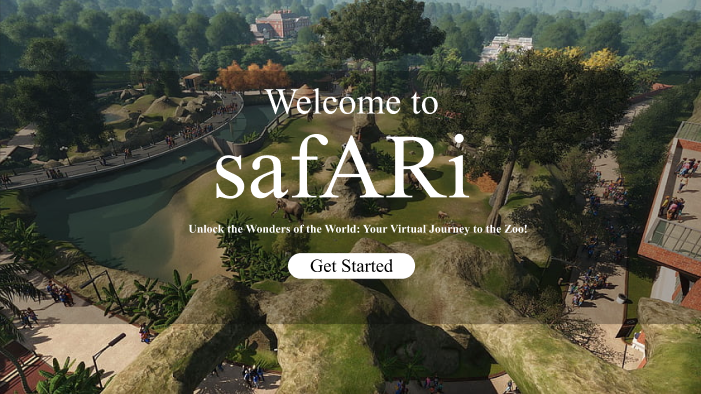 Welcome to
safARi
Unlock the Wonders of the World: Your Virtual Journey to the Zoo!
Get Started